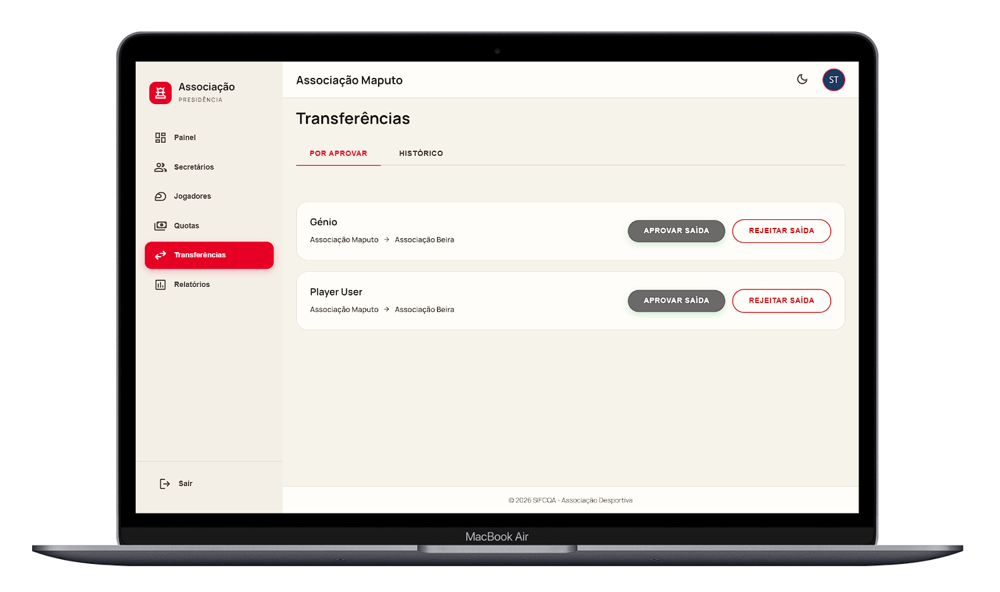 Associação
PRESIDÊNCIA
Painel
Secretários
Jogadores
Quotas
Transferências
Relatórios
Sair
Associação Maputo
ST
Transferências
POR APROVAR
HISTÓRICO
Génio
Associação Maputo → Associação Beira
APROVAR SAÍDA
REJEITAR SAÍDA
Player User
Associação Maputo → Associação Beira
APROVAR SAÍDA
REJEITAR SAÍDA
© 2026 SIFCQA - Associação Desportiva
MacBook Air